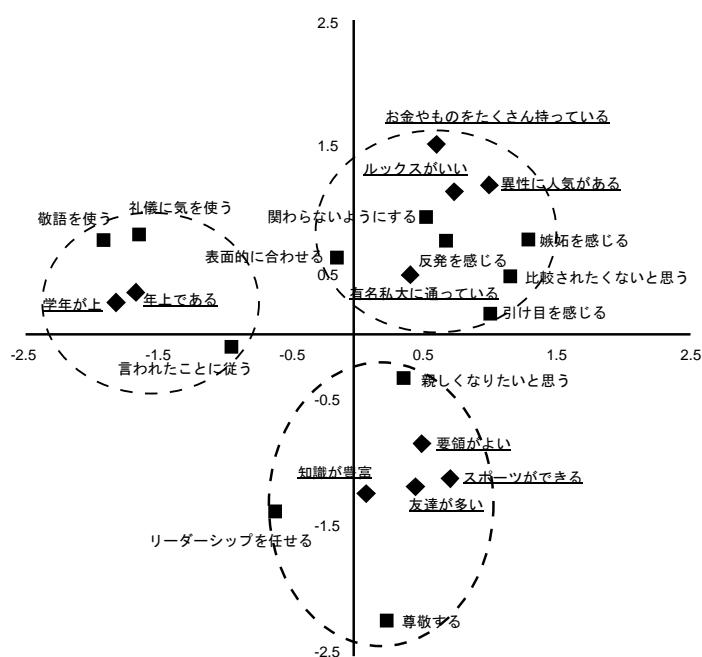 2.5
お金やものをたくさん持っている
1.5
ルックスがいい
異性に人気がある
礼儀に気を使う
敬語を使う
関わらないようにする
嫉妬を感じる
表面的に合わせる
反発を感じる
0.5
比較されたくないと思う
有名私大に通っている
学年が上
年上である
引け目を感じる
-2.5
-1.5
-0.5
0.5
1.5
2.5
言われたことに従う
親しくなりたいと思う
-0.5
要領がよい
知識が豊富
スポーツができる
友達が多い
-1.5
リーダーシップを任せる
尊敬する
-2.5